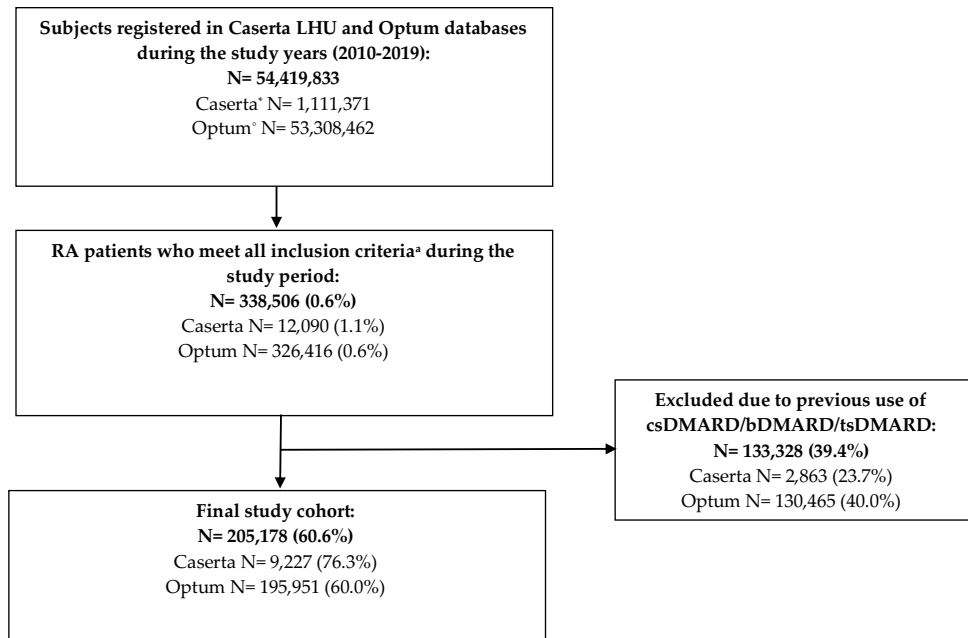 Subjects registered in Caserta LHU and Optum databases
during the study years (2010-2019):
N= 54,419,833
Caserta* N= 1,111,371
Optum° N= 53,308,462
RA patients who meet all inclusion criteriaᵃ during the
study period:
N= 338,506 (0.6%)
Caserta N= 12,090 (1.1%)
Optum N= 326,416 (0.6%)
Excluded due to previous use of
csDMARD/bDMARD/tsDMARD:
N= 133,328 (39.4%)
Caserta N= 2,863 (23.7%)
Optum N= 130,465 (40.0%)
Final study cohort:
N= 205,178 (60.6%)
Caserta N= 9,227 (76.3%)
Optum N= 195,951 (60.0%)